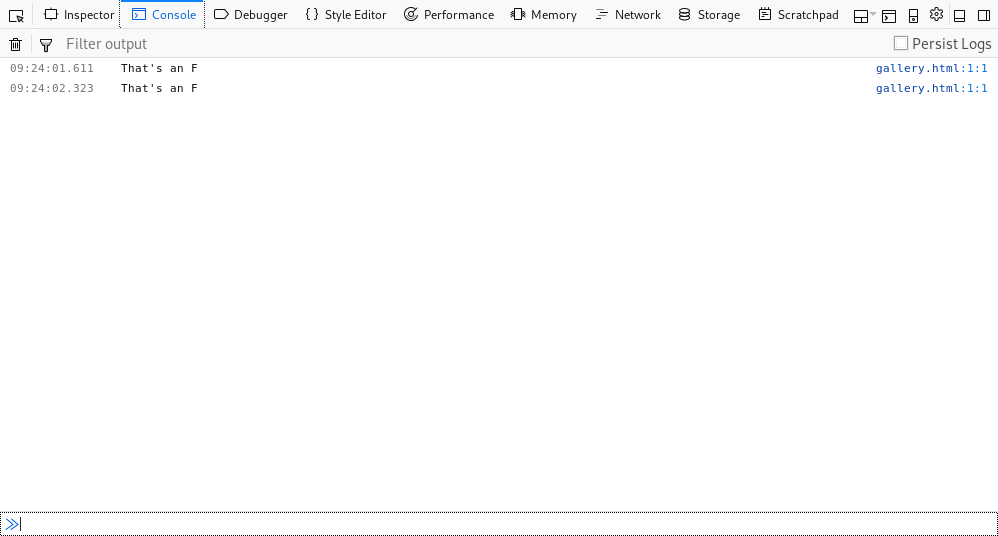 Inspector Console Debugger Style Editor Performance Memory Network Storage Scratchpad
Filter output Persist Logs
09:24:01.611 That's an F gallery.html:1:1
09:24:02.323 That's an F gallery.html:1:1